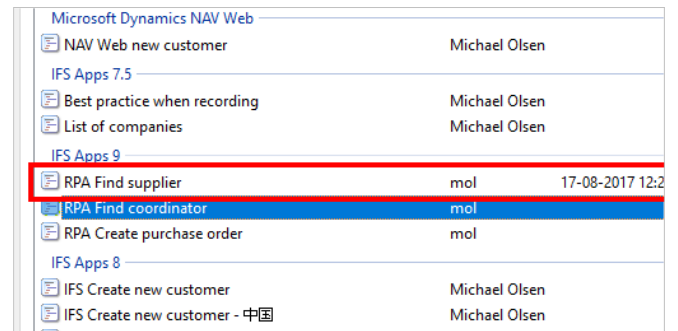 Microsoft Dynamics NAV Web
NAV Web new customer Michael Olsen
IFS Apps 7.5
Best practice when recording Michael Olsen
List of companies Michael Olsen
IFS Apps 9
RPA Find supplier mol 17-08-2017 12:2
RPA Find coordinator mol
RPA Create purchase order mol
IFS Apps 8
IFS Create new customer Michael Olsen
IFS Create new customer - 中国 Michael Olsen